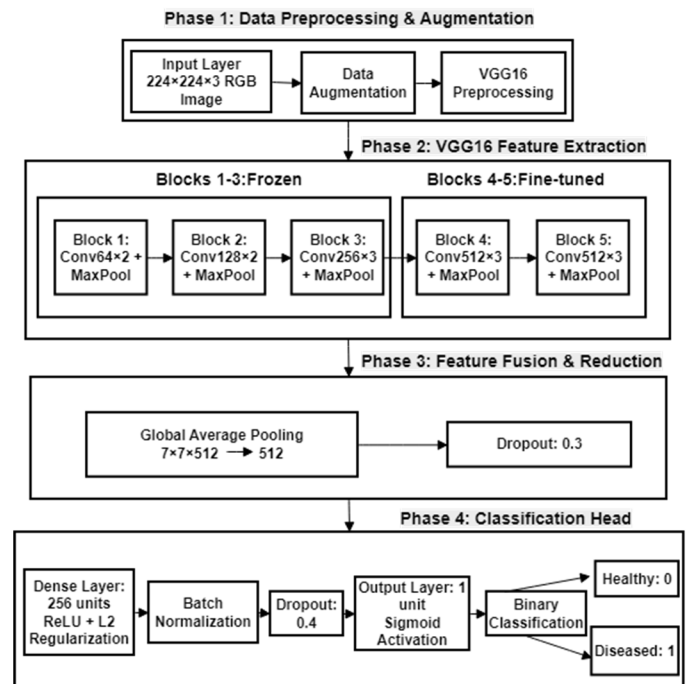 Phase 1: Data Preprocessing & Augmentation
Input Layer
224×224×3 RGB
Image
Data
Augmentation
VGG16
Preprocessing
Phase 2: VGG16 Feature Extraction
Blocks 1-3:Frozen
Blocks 4-5:Fine-tuned
Block 1:
Conv64×2 +
MaxPool
Block 2:
Conv128×2
+ MaxPool
Block 3:
Conv256×3
+ MaxPool
Block 4:
Conv512×3
+ MaxPool
Block 5:
Conv512×3
+ MaxPool
Phase 3: Feature Fusion & Reduction
Global Average Pooling
7×7×512 → 512
Dropout: 0.3
Phase 4: Classification Head
Dense Layer:
256 units
ReLU + L2
Regularization
Batch
Normalization
Dropout:
0.4
Output Layer: 1
unit
Sigmoid
Activation
Binary
Classification
Healthy: 0
Diseased: 1